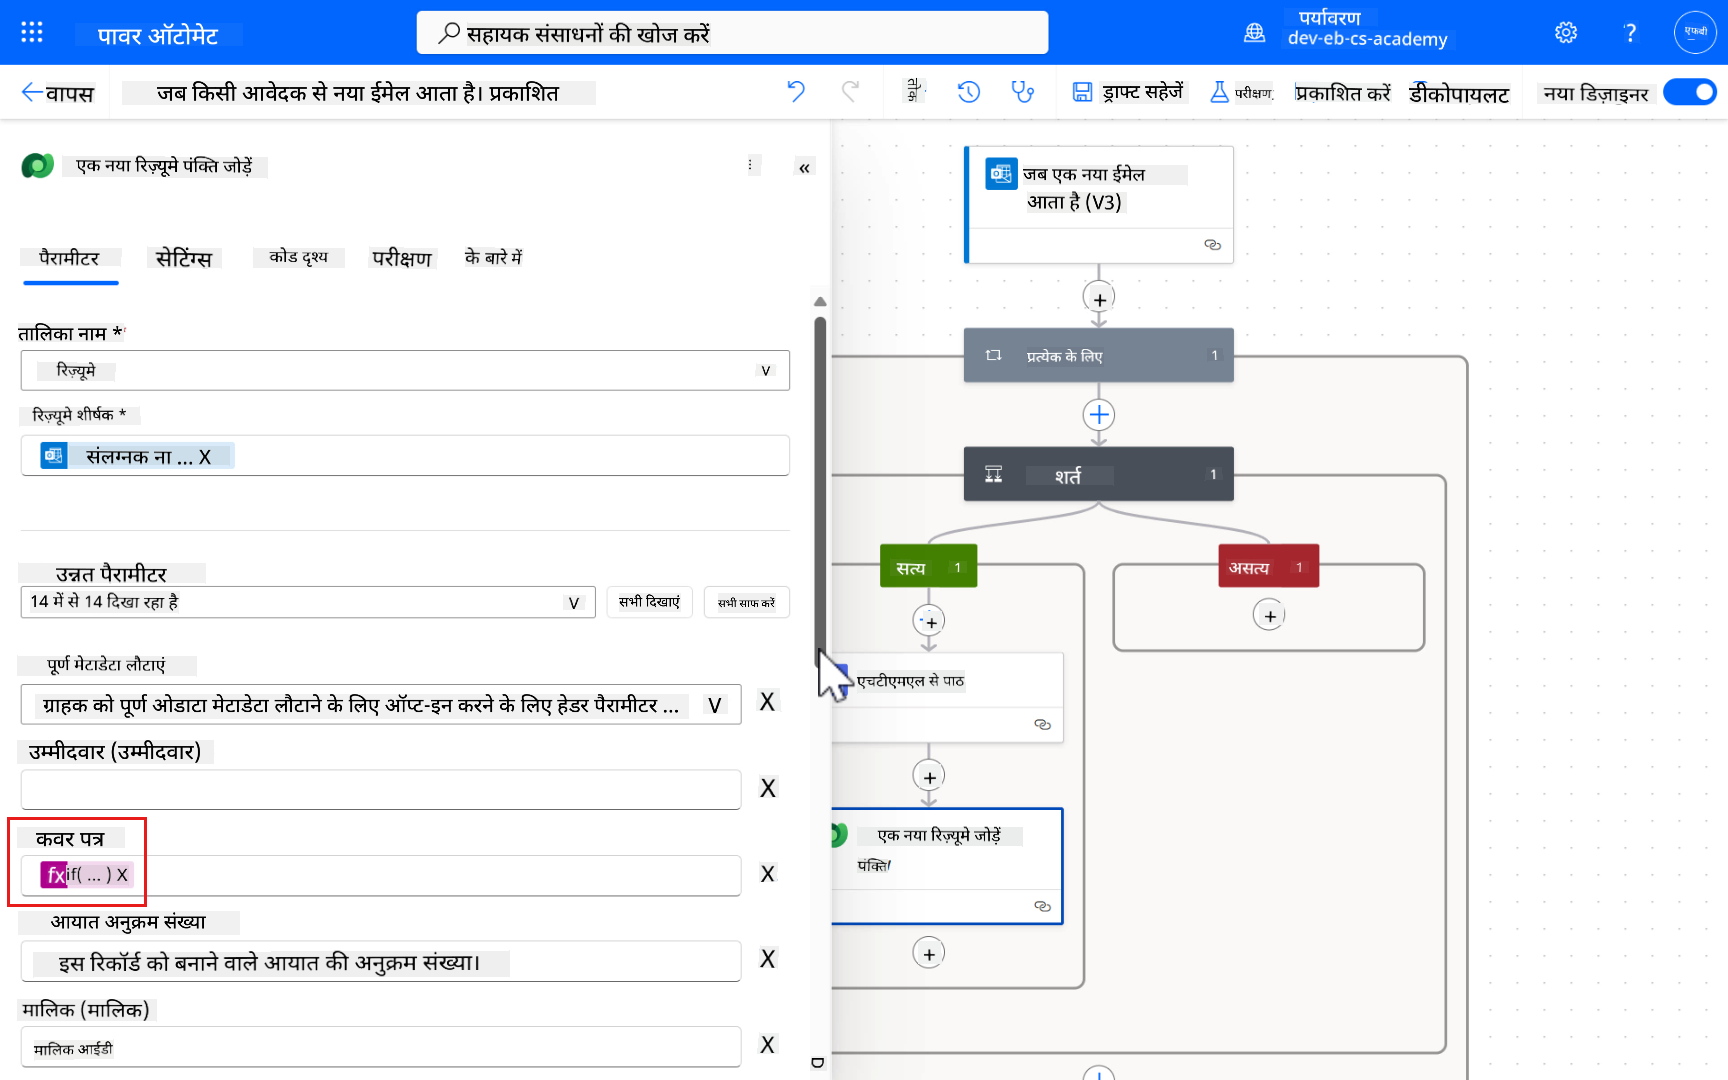 पावर ऑटोमेट
सहायक संसाधनों की खोज करें
पर्यावरण
dev-eb-cs-academy
?
एफबी
वापस
जब किसी आवेदक से नया ईमेल आता है। प्रकाशित
ड्राफ्ट सहेजें
परीक्षण
प्रकाशित करें
डीकोपायलट
नया डिज़ाइनर
एक नया रिज़्यूमे पंक्ति जोड़ें
«
पैरामीटर
सेटिंग्स
कोड दृश्य
परीक्षण
के बारे में
तालिका नाम *
रिज़्यूमे
V
रिज़्यूमे शीर्षक *
संलग्नक ना ... X
उन्नत पैरामीटर
14 में से 14 दिखा रहा है
V
सभी दिखाएं
सभी साफ करें
पूर्ण मेटाडेटा लौटाएं
ग्राहक को पूर्ण ओडाटा मेटाडेटा लौटाने के लिए ऑप्ट-इन करने के लिए हेडर पैरामीटर ...
V
X
उम्मीदवार (उम्मीदवार)
X
कवर पत्र
fx if( ... ) X
X
आयात अनुक्रम संख्या
इस रिकॉर्ड को बनाने वाले आयात की अनुक्रम संख्या।
X
मालिक (मालिक)
मालिक आईडी
X
D
जब एक नया ईमेल
आता है (V3)
प्रत्येक के लिए
1
शर्त
1
सत्य
1
असत्य
1
एचटीएमएल से पाठ
एक नया रिज़्यूमे जोड़ें
पंक्ति